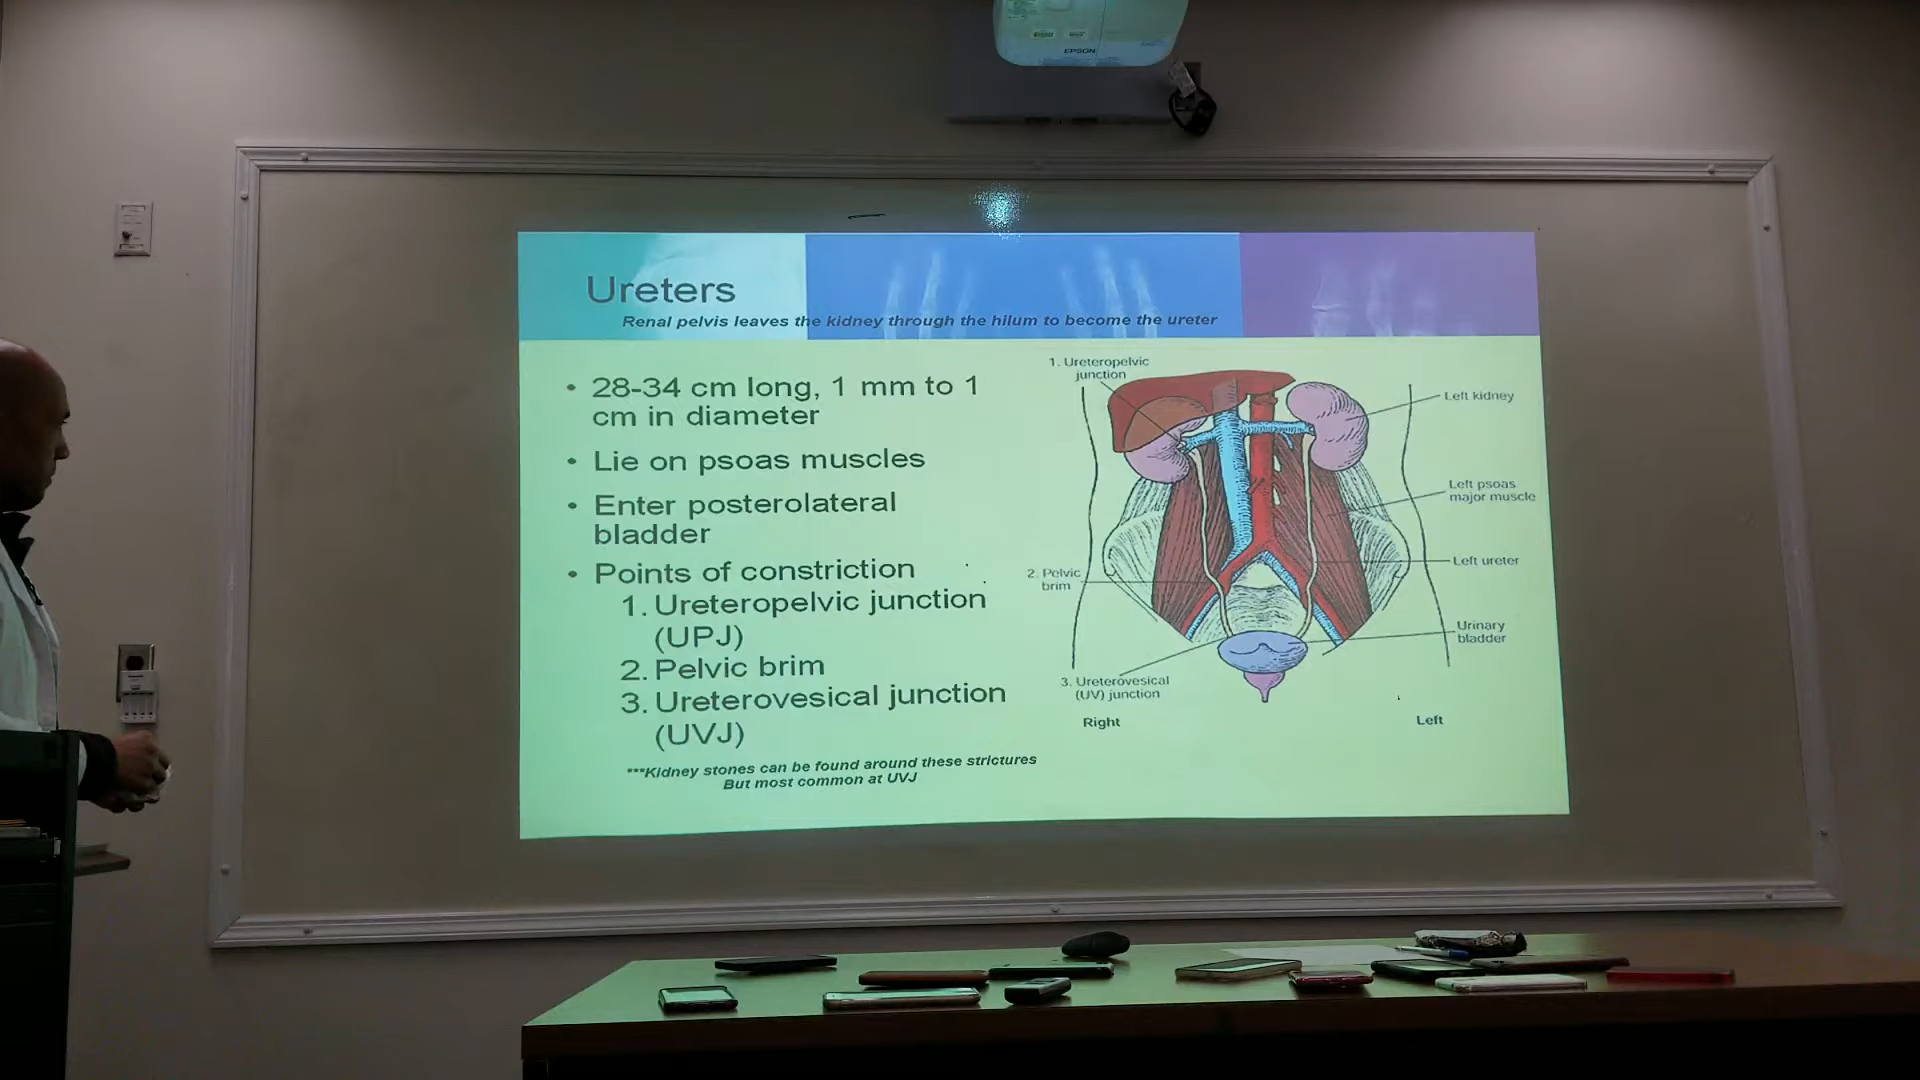 EPSON
Ureters
Renal pelvis leaves the kidney through the hilum to become the ureter
• 28-34 cm long, 1 mm to 1
cm in diameter
• Lie on psoas muscles
• Enter posterolateral
bladder
• Points of constriction
1. Ureteropelvic junction
(UPJ)
2. Pelvic brim
3. Ureterovesical junction
(UVJ)
***Kidney stones can be found around these strictures
But most common at UVJ
1. Ureteropelvic
junction
Left kidney
Left psoas
major muscle
Left ureter
2. Pelvic
brim
Urinary
bladder
3. Ureterovesical
(UV) junction
Right
Left